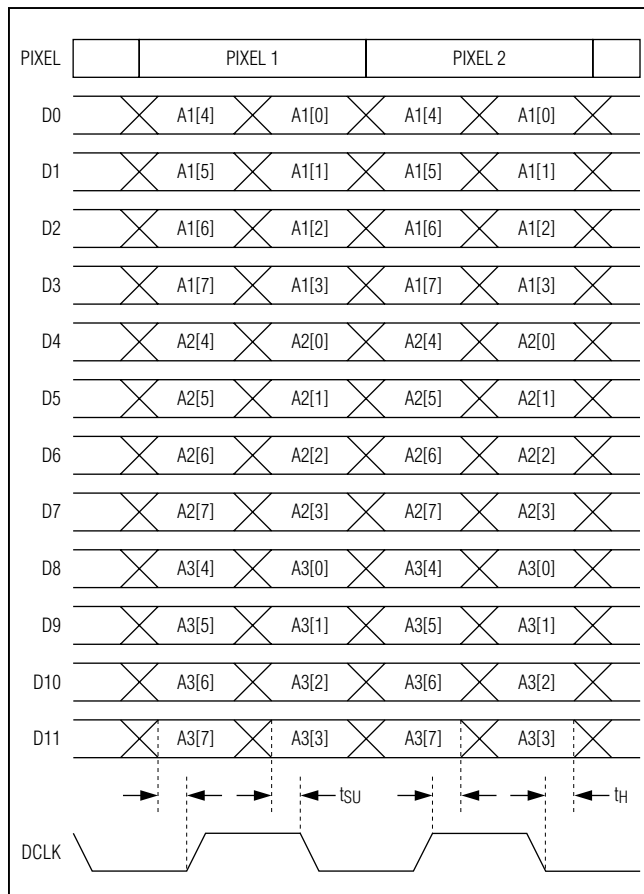 PIXEL PIXEL 1 PIXEL 2
D0 A1[4] A1[0] A1[4] A1[0]
D1 A1[5] A1[1] A1[5] A1[1]
D2 A1[6] A1[2] A1[6] A1[2]
D3 A1[7] A1[3] A1[7] A1[3]
D4 A2[4] A2[0] A2[4] A2[0]
D5 A2[5] A2[1] A2[5] A2[1]
D6 A2[6] A2[2] A2[6] A2[2]
D7 A2[7] A2[3] A2[7] A2[3]
D8 A3[4] A3[0] A3[4] A3[0]
D9 A3[5] A3[1] A3[5] A3[1]
D10 A3[6] A3[2] A3[6] A3[2]
D11 A3[7] A3[3] A3[7] A3[3]
tSU tH
DCLK